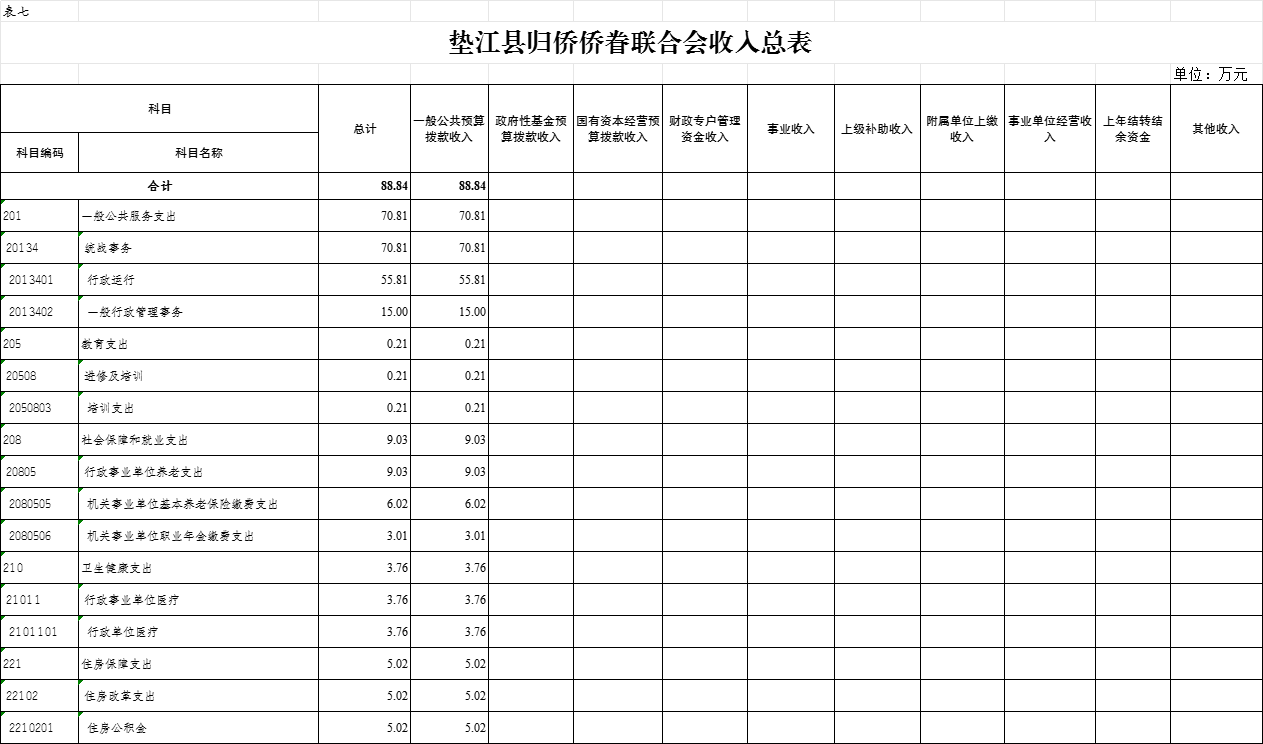 表七
垫江县归侨侨眷联合会收入总表
单位：万元
科目 总计 一般公共预算拨款收入 政府性基金预算拨款收入 国有资本经营预算拨款收入 财政专户管理资金收入 事业收入 上级补助收入 附属单位上缴收入 事业单位经营收入 上年结转结余资金 其他收入
科目编码 科目名称
合计 88.84 88.84
201 一般公共服务支出 70.81 70.81
20134 统战事务 70.81 70.81
2013401 行政运行 55.81 55.81
2013402 一般行政管理事务 15.00 15.00
205 教育支出 0.21 0.21
20508 进修及培训 0.21 0.21
2050803 培训支出 0.21 0.21
208 社会保障和就业支出 9.03 9.03
20805 行政事业单位养老支出 9.03 9.03
2080505 机关事业单位基本养老保险缴费支出 6.02 6.02
2080506 机关事业单位职业年金缴费支出 3.01 3.01
210 卫生健康支出 3.76 3.76
21011 行政事业单位医疗 3.76 3.76
2101101 行政单位医疗 3.76 3.76
221 住房保障支出 5.02 5.02
22102 住房改革支出 5.02 5.02
2210201 住房公积金 5.02 5.02